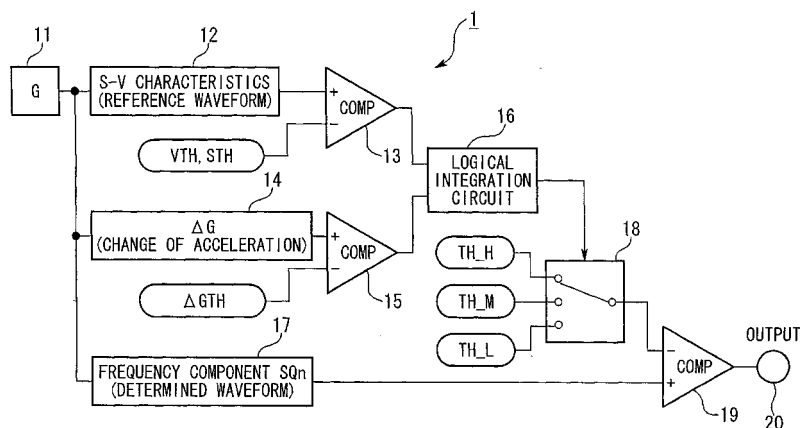 1
11
12
G
S-V CHARACTERISTICS
(REFERENCE WAVEFORM)
+
COMP
−
13
VTH, STH
16
LOGICAL
INTEGRATION
CIRCUIT
14
ΔG
(CHANGE OF ACCELERATION)
+
COMP
−
15
ΔGTH
18
TH_H
TH_M
TH_L
17
FREQUENCY COMPONENT SQn
(DETERMINED WAVEFORM)
−
COMP
+
19
OUTPUT
20